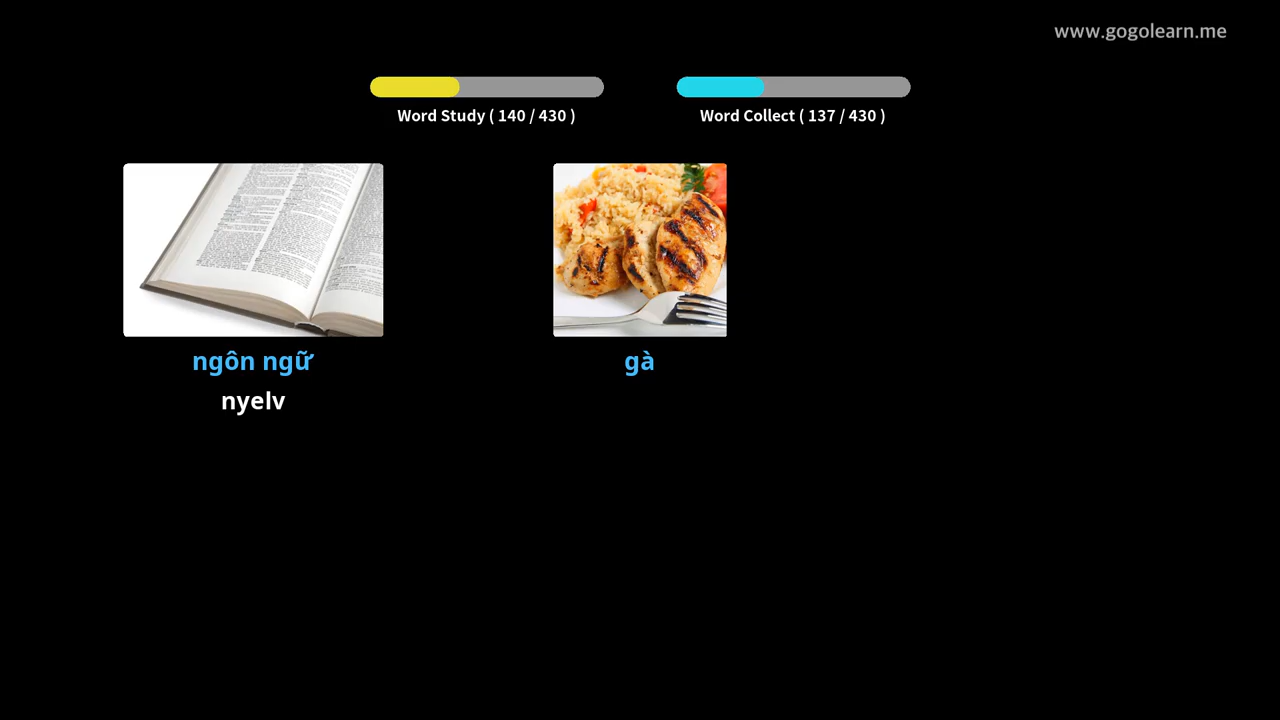 www.gogolearn.me
Word Study ( 140 / 430 )
Word Collect ( 137 / 430 )
ngôn ngữ
nyelv
gà